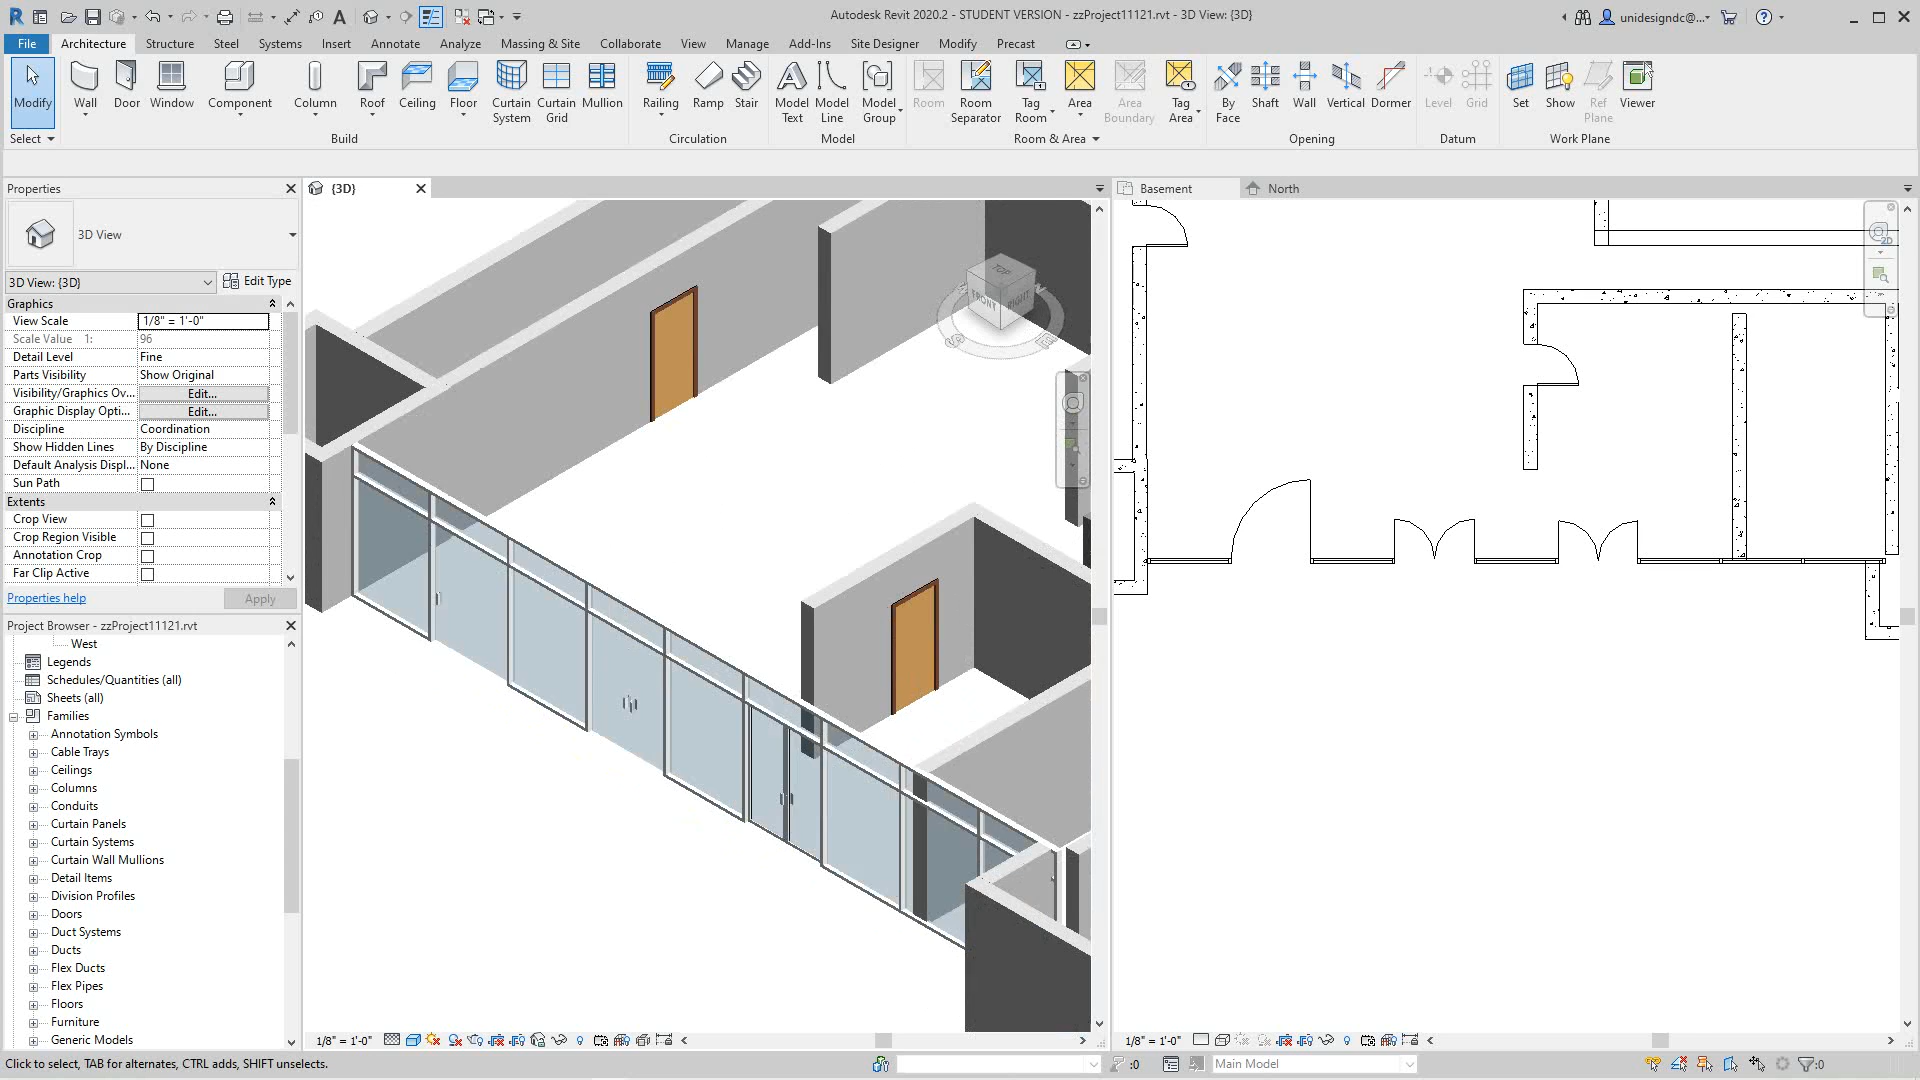 Autodesk Revit 2020.2 - STUDENT VERSION - zzProject11121.rvt - 3D View: {3D}
unidesigndc@...
File Architecture Structure Steel Systems Insert Annotate Analyze Massing & Site Collaborate View Manage Add-Ins Site Designer Modify Precast
Modify Wall Door Window Component Column Roof Ceiling Floor Curtain System Curtain Grid Mullion Railing Ramp Stair Model Text Model Line Model Group Room Room Separator Tag Room Area Area Boundary Tag Area By Face Shaft Wall Vertical Dormer Level Grid Set Show Ref Plane Viewer
Select Build Circulation Model Room & Area Opening Datum Work Plane
Properties
3D View
3D View: {3D} Edit Type
Graphics
View Scale 1/8" = 1'-0"
Scale Value 1: 96
Detail Level Fine
Parts Visibility Show Original
Visibility/Graphics Ov... Edit...
Graphic Display Opti... Edit...
Discipline Coordination
Show Hidden Lines By Discipline
Default Analysis Displ... None
Sun Path
Extents
Crop View
Crop Region Visible
Annotation Crop
Far Clip Active
Properties help Apply
Project Browser - zzProject11121.rvt
West
Legends
Schedules/Quantities (all)
Sheets (all)
Families
Annotation Symbols
Cable Trays
Ceilings
Columns
Conduits
Curtain Panels
Curtain Systems
Curtain Wall Mullions
Detail Items
Division Profiles
Doors
Duct Systems
Ducts
Flex Ducts
Flex Pipes
Floors
Furniture
Generic Models
{3D}
TOP
FRONT RIGHT
1/8" = 1'-0"
Basement North
2D
1/8" = 1'-0"
Click to select, TAB for alternates, CTRL adds, SHIFT unselects.
:0
Main Model
:0